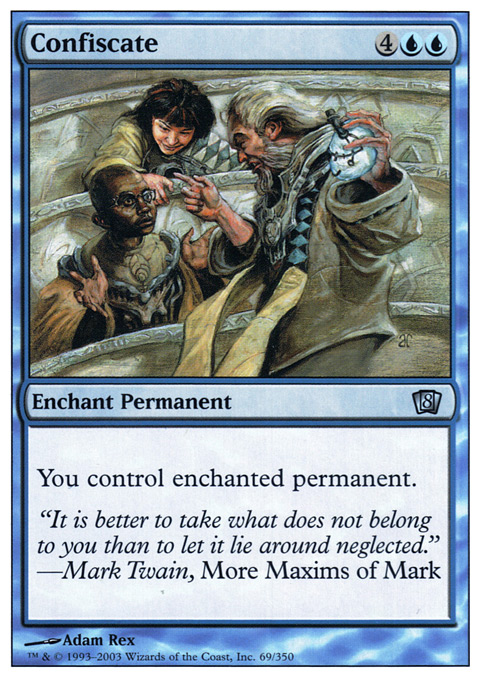 Confiscate 4
Enchant Permanent 8
You control enchanted permanent.
“It is better to take what does not belong
to you than to let it lie around neglected.”
—Mark Twain, More Maxims of Mark
Adam Rex
™ & © 1993–2003 Wizards of the Coast, Inc. 69/350